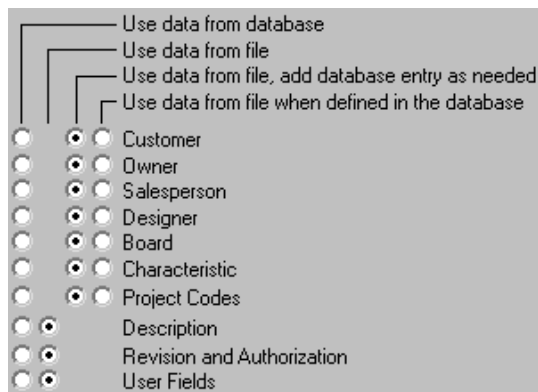 Use data from database
Use data from file
Use data from file, add database entry as needed
Use data from file when defined in the database
Customer
Owner
Salesperson
Designer
Board
Characteristic
Project Codes
Description
Revision and Authorization
User Fields